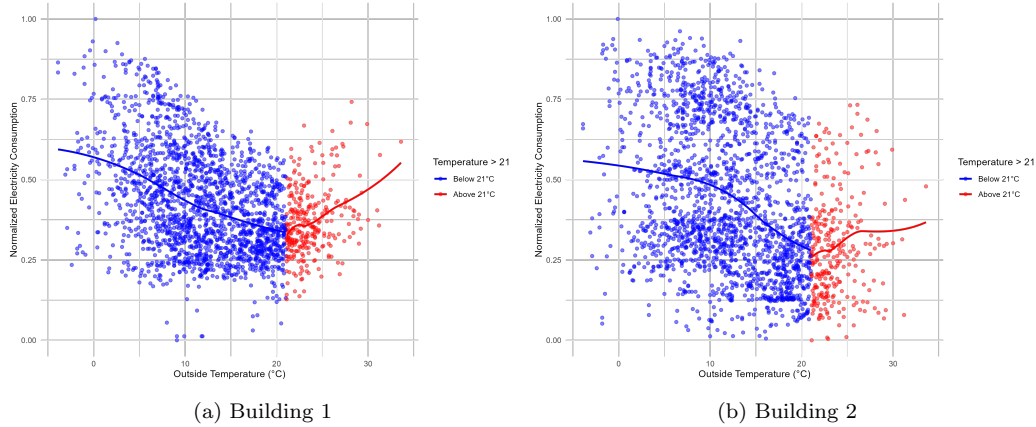 1.00
0.75
0.50
0.25
0.00
Normalized Electricity Consumption
0
10
20
30
Outside Temperature (°C)
Temperature > 21
Below 21°C
Above 21°C
(a) Building 1
1.00
0.75
0.50
0.25
0.00
Normalized Electricity Consumption
0
10
20
30
Outside Temperature (°C)
Temperature > 21
Below 21°C
Above 21°C
(b) Building 2